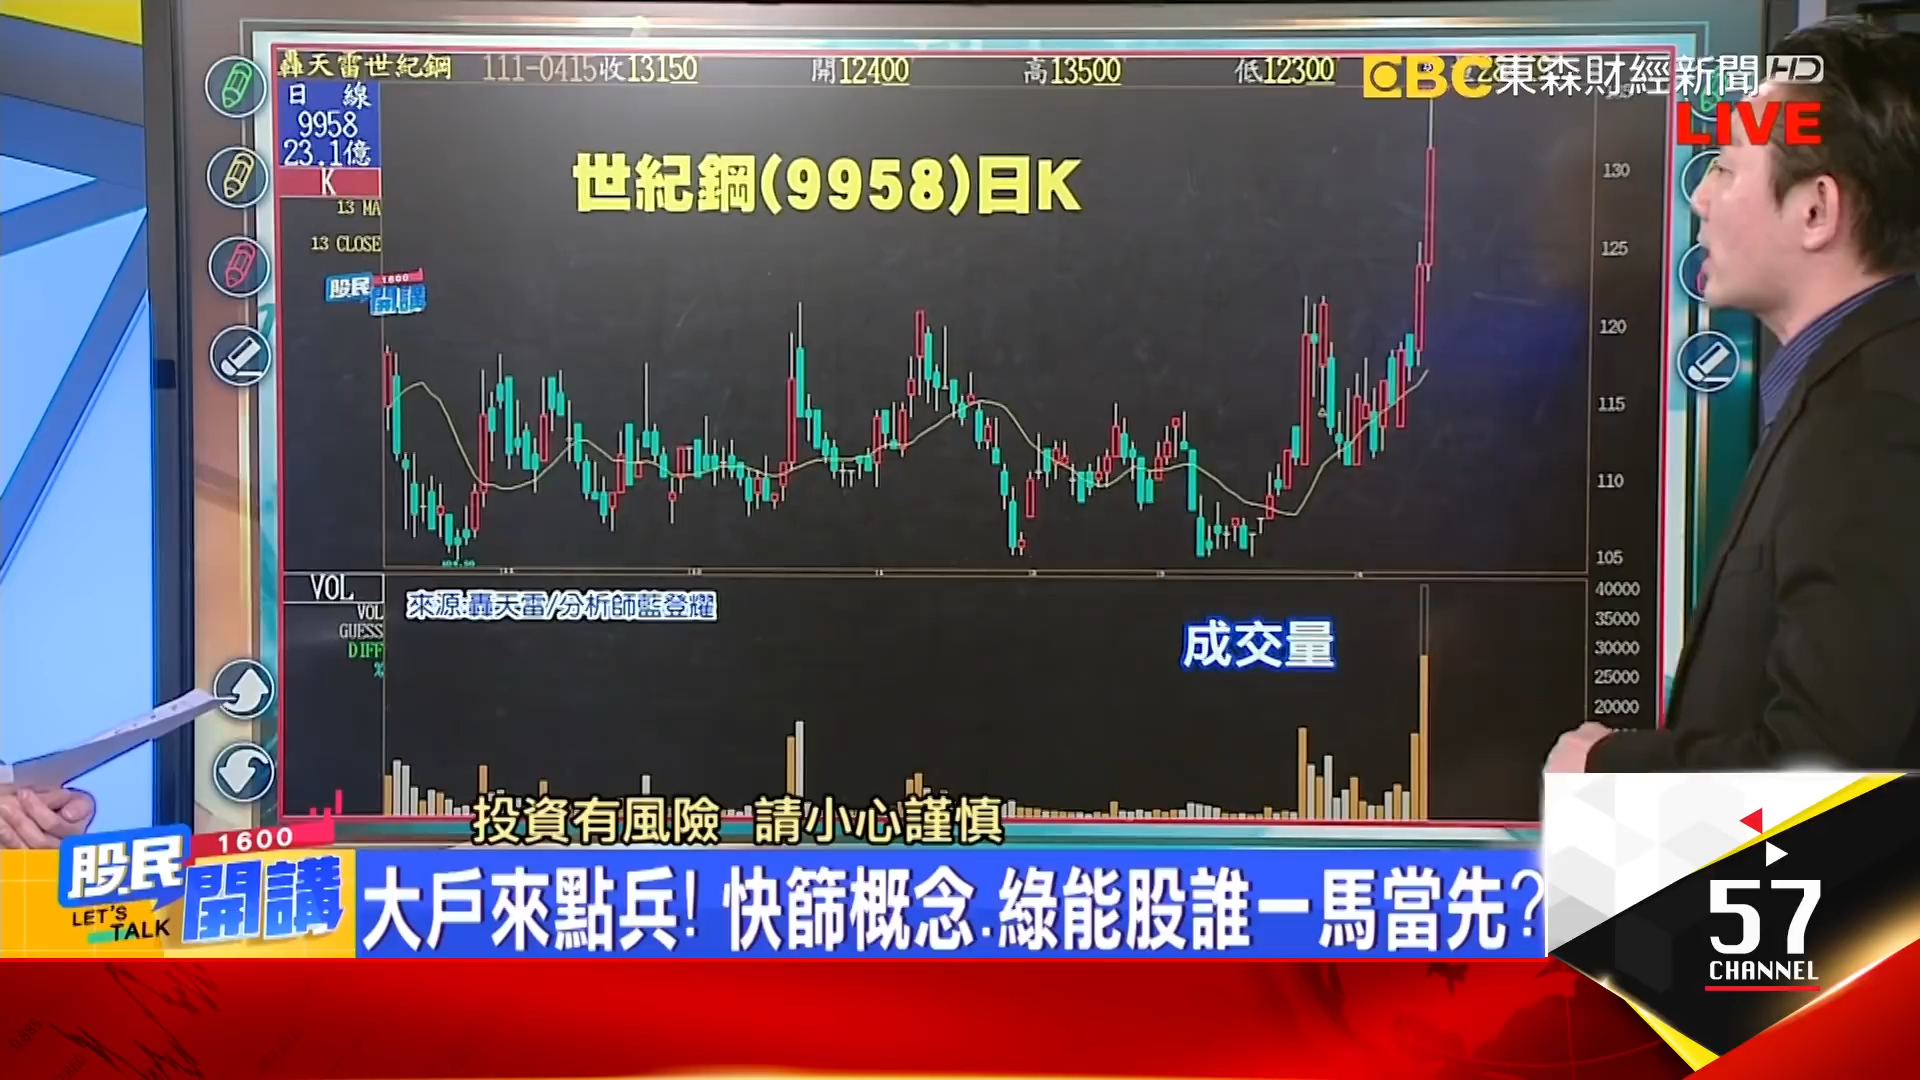 轟天雷世紀鋼 111-0415收13150 開12400 高13500 低12300
EBC東森財經新聞HD
LIVE
日 線
9958
23.1億
K
13 MA
13 CLOSE
世紀鋼(9958)日K
股民 1600 開講
130
125
120
115
110
105
VOL
VOL
GUESS
DIFF
%
來源:轟天雷/分析師藍登耀
成交量
40000
35000
30000
25000
20000
投資有風險 請小心謹慎
股民 1600 開講
LET'S TALK
大戶來點兵! 快篩概念.綠能股誰一馬當先?
57
CHANNEL